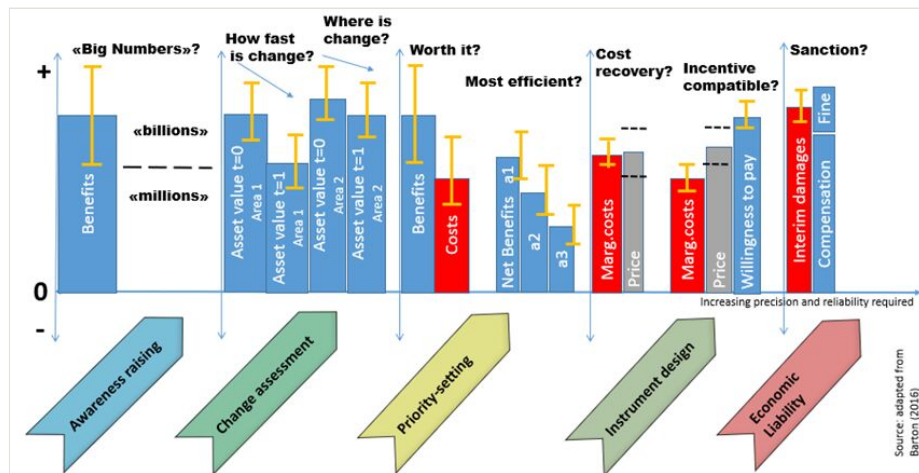 «Big Numbers»?
How fast
is change?
Where is
change?
Worth it?
Most efficient?
Cost
recovery?
Incentive
compatible?
Sanction?
+
0
-
«billions»
«millions»
Benefits
Asset value t=0
Area 1
Asset value t=1
Area 1
Asset value t=0
Area 2
Asset value t=1
Area 2
Benefits
Costs
Net Benefits a1
a2
a3
Marg.costs
Price
Marg.costs
Price
Willingness to pay
Interim damages
Fine
Compensation
Increasing precision and reliability required
Awareness raising
Change assessment
Priority-setting
Instrument design
Economic
Liability
Source: adapted from
Barton (2016)